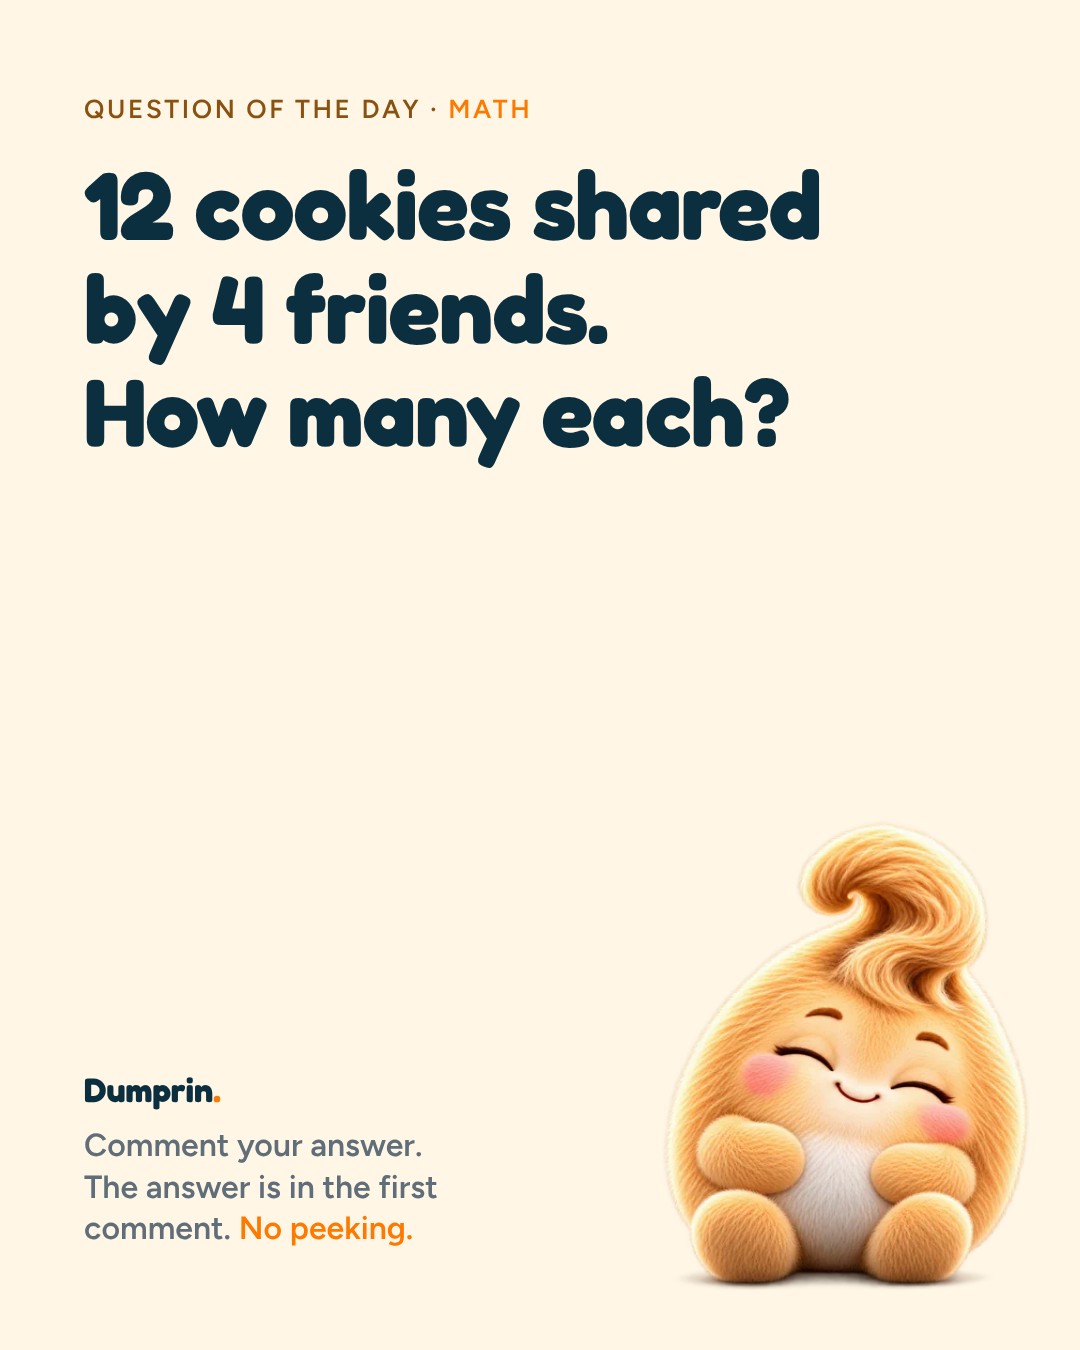 QUESTION OF THE DAY · MATH
12 cookies shared
by 4 friends.
How many each?
Dumprin.
Comment your answer.
The answer is in the first
comment. No peeking.